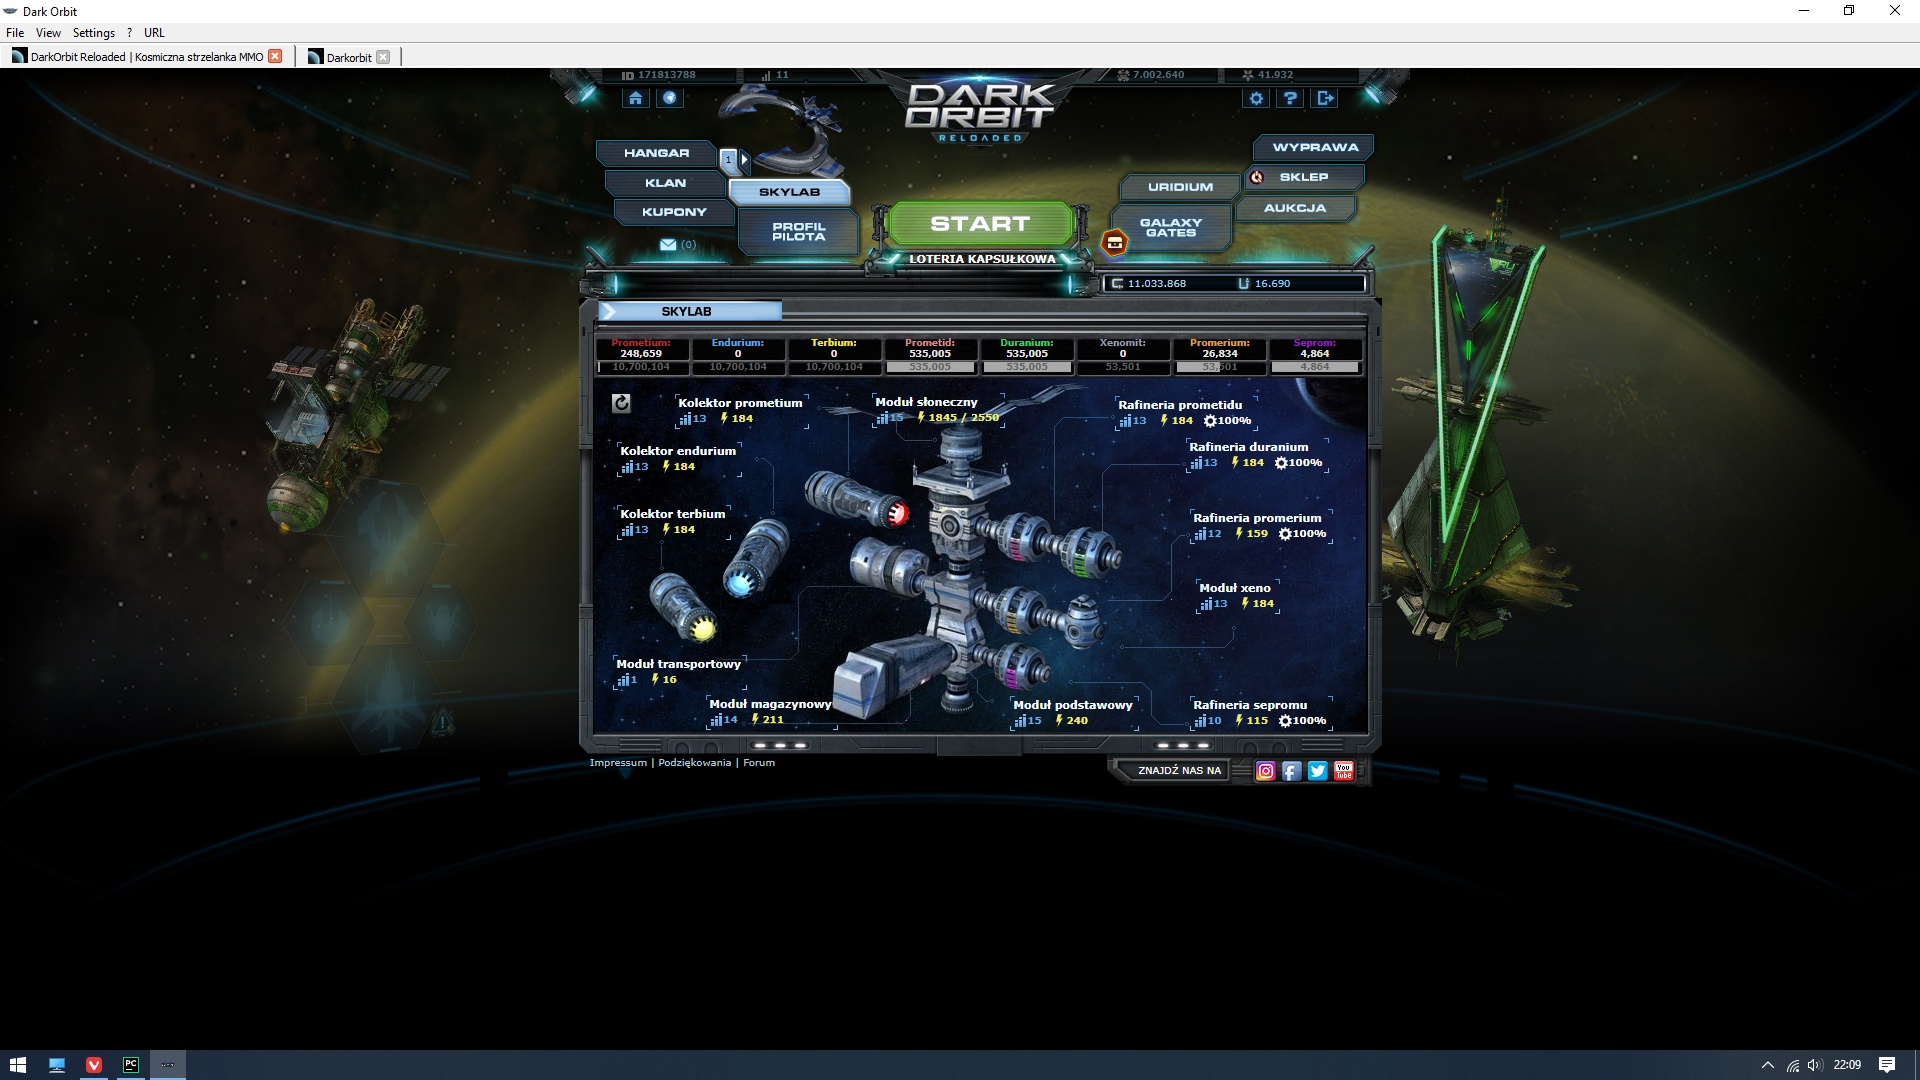 Dark Orbit
File View Settings ? URL
DarkOrbit Reloaded | Kosmiczna strzelanka MMO
Darkorbit
ID 171813788
11
7.002.640
41.932
DARK ORBIT
RELOADED
HANGAR
1
KLAN
SKYLAB
KUPONY
PROFIL PILOTA
(0)
START
LOTERIA KAPSUŁKOWA
WYPRAWA
SKLEP
URIDIUM
AUKCJA
GALAXY GATES
C 11.033.868
U 16.690
SKYLAB
Prometium: Endurium: Terbium: Prometid: Duranium: Xenomit: Promerium: Seprom:
248,659 0 0 535,005 535,005 0 26,834 4,864
10,700,104 10,700,104 10,700,104 535,005 535,005 53,501 53,501 4,864
Kolektor prometium
13 184
Moduł słoneczny
15 1845 / 2550
Rafineria prometidu
13 184 100%
Kolektor endurium
13 184
Rafineria duranium
13 184 100%
Kolektor terbium
13 184
Rafineria promerium
12 159 100%
Moduł xeno
13 184
Moduł transportowy
1 16
Moduł magazynowy
14 211
Moduł podstawowy
15 240
Rafineria sepromu
10 115 100%
Impressum | Podziękowania | Forum
ZNAJDŹ NAS NA
You Tube
PC
22:09